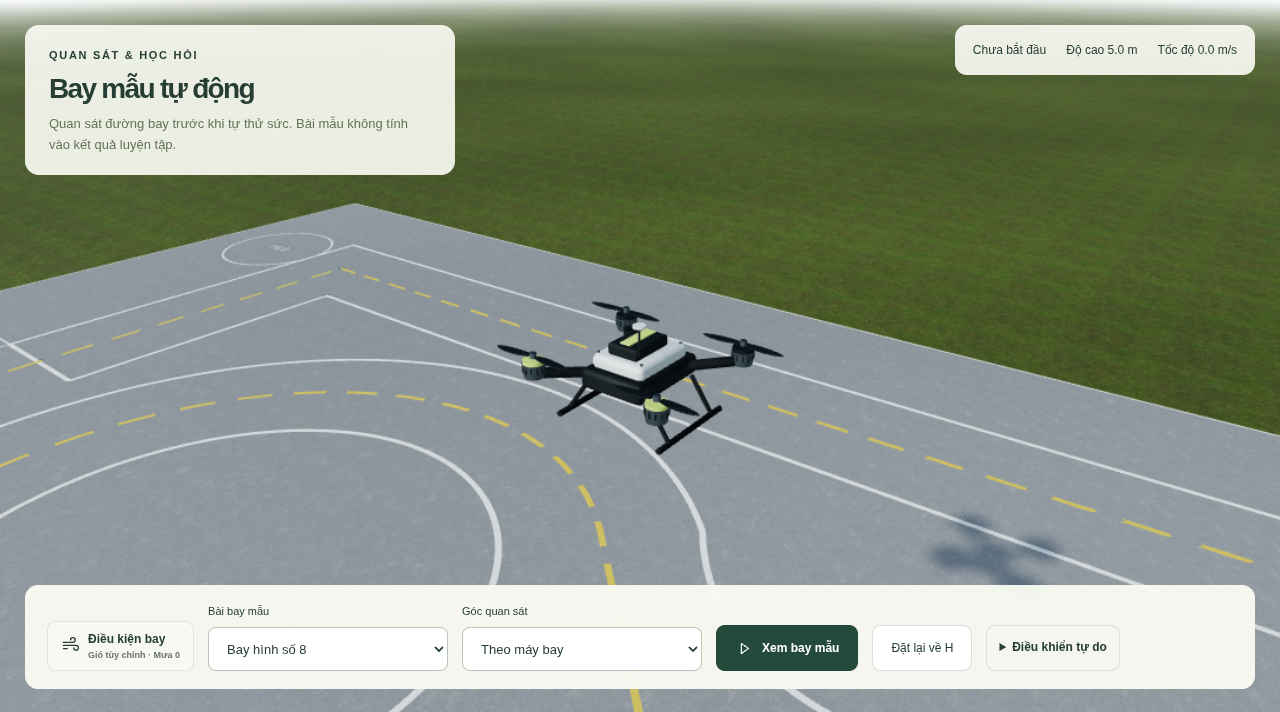 QUAN SÁT & HỌC HỎI
Bay mẫu tự động
Quan sát đường bay trước khi tự thử sức. Bài mẫu không tính
vào kết quả luyện tập.
Chưa bắt đầu Độ cao 5.0 m Tốc độ 0.0 m/s
Điều kiện bay
Gió tùy chỉnh · Mưa 0
Bài bay mẫu
Bay hình số 8
Góc quan sát
Theo máy bay
Xem bay mẫu
Đặt lại về H
Điều khiển tự do